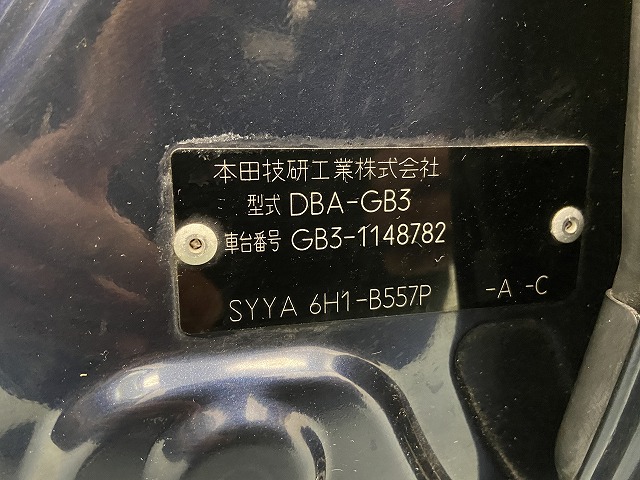 本田技研工業株式会社
型式 DBA-GB3
車台番号 GB3-1148782
SYYA 6H1-B557P -A -C